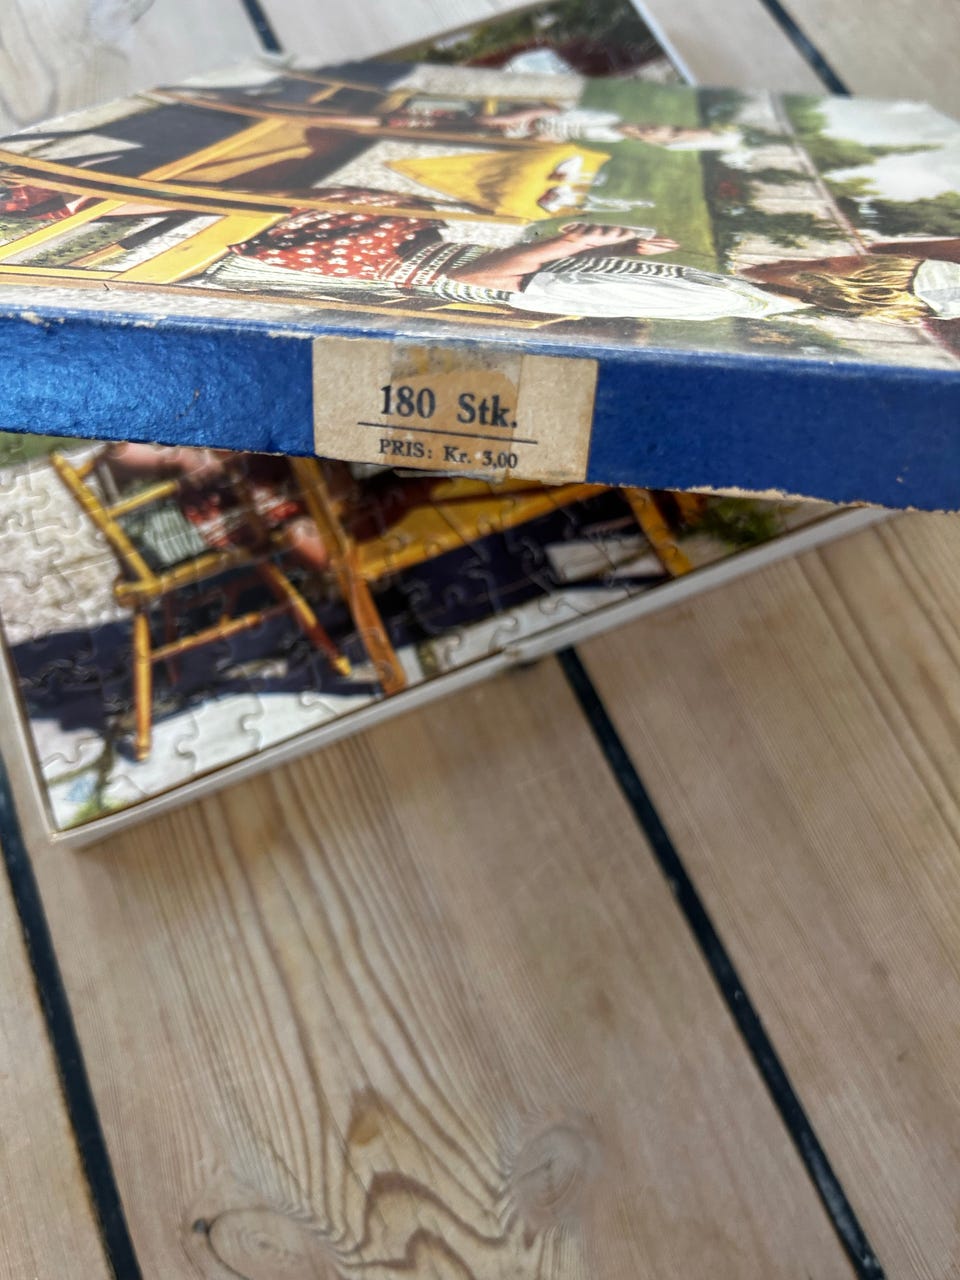 180 Stk.
PRIS: Kr. 3,00